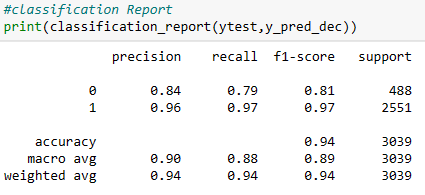 #classification Report
print(classification_report(ytest,y_pred_dec))
precision recall f1-score support
0 0.84 0.79 0.81 488
1 0.96 0.97 0.97 2551
accuracy 0.94 3039
macro avg 0.90 0.88 0.89 3039
weighted avg 0.94 0.94 0.94 3039